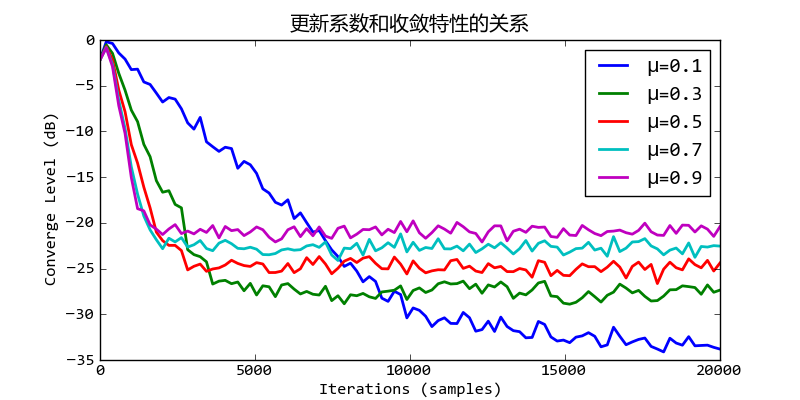 更新系数和收敛特性的关系
0
−5
−10
−15
−20
−25
−30
−35
Converge Level (dB)
μ=0.1
μ=0.3
μ=0.5
μ=0.7
μ=0.9
0 5000 10000 15000 20000
Iterations (samples)